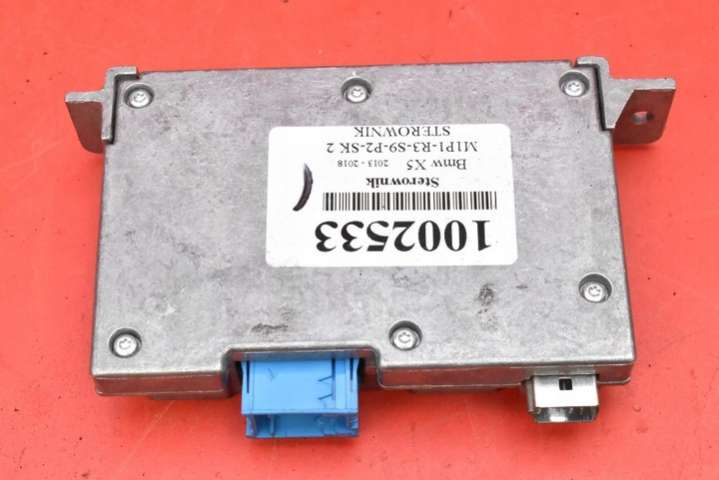 1002533
Sterownik
Bmw X5 2013 - 2018
M1P1-R3-S9-P2-SK 2
STEROWNIK